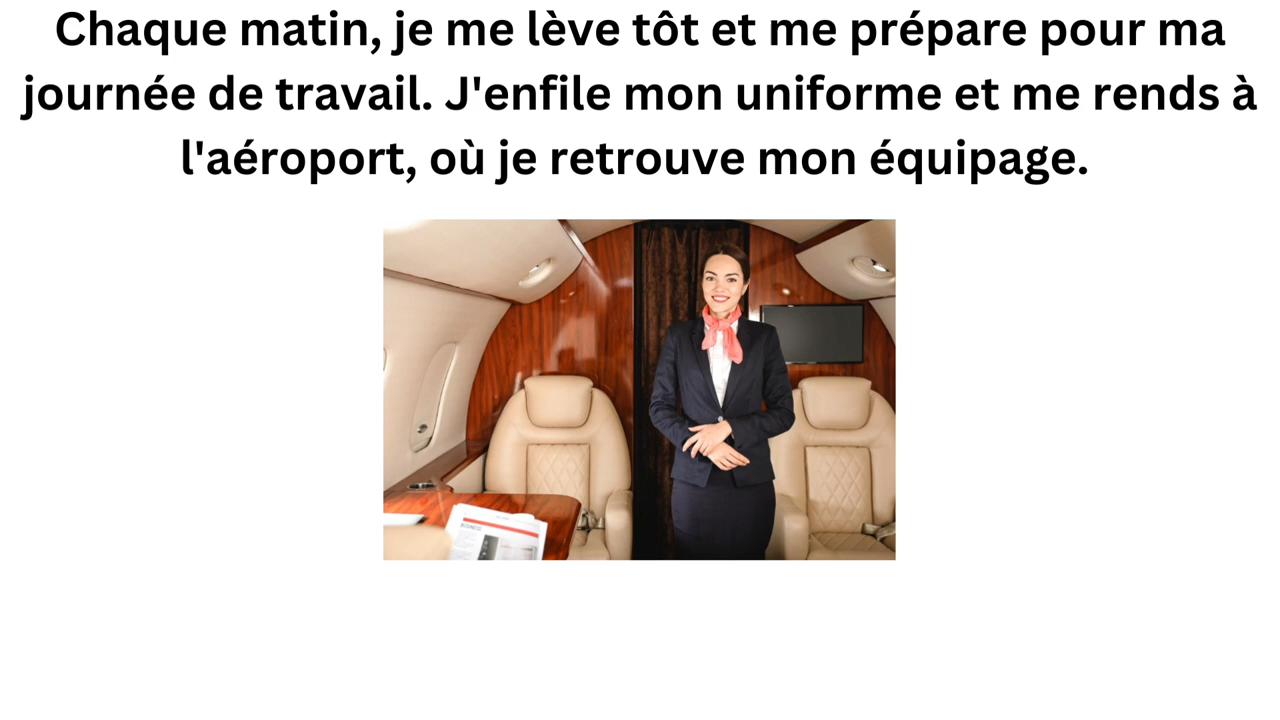 Chaque matin, je me lève tôt et me prépare pour ma
journée de travail. J'enfile mon uniforme et me rends à
l'aéroport, où je retrouve mon équipage.
BUSINESS